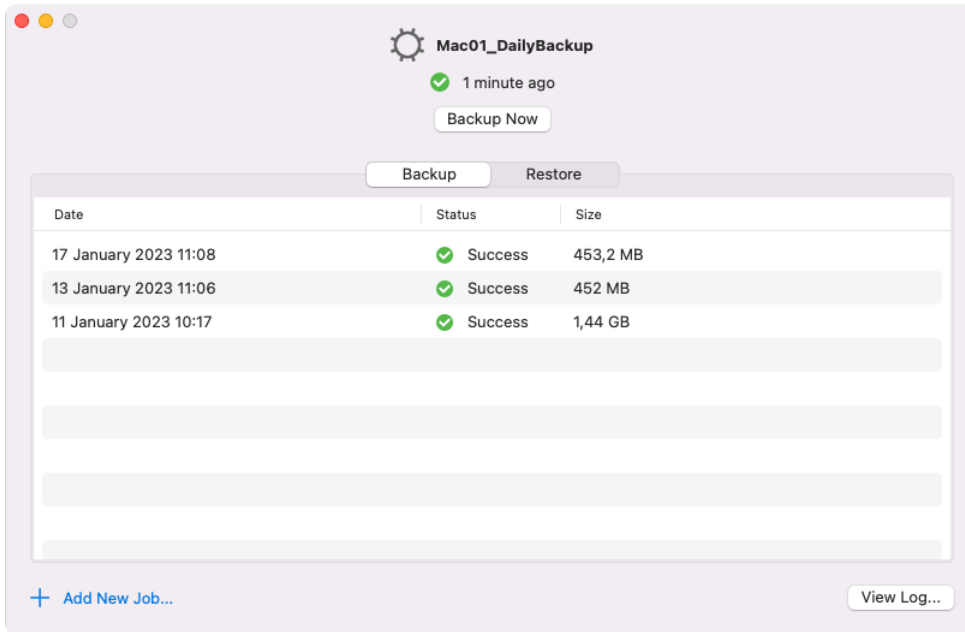 Mac01_DailyBackup
1 minute ago
Backup Now
Backup Restore
Date Status Size
17 January 2023 11:08 Success 453,2 MB
13 January 2023 11:06 Success 452 MB
11 January 2023 10:17 Success 1,44 GB
Add New Job... View Log...